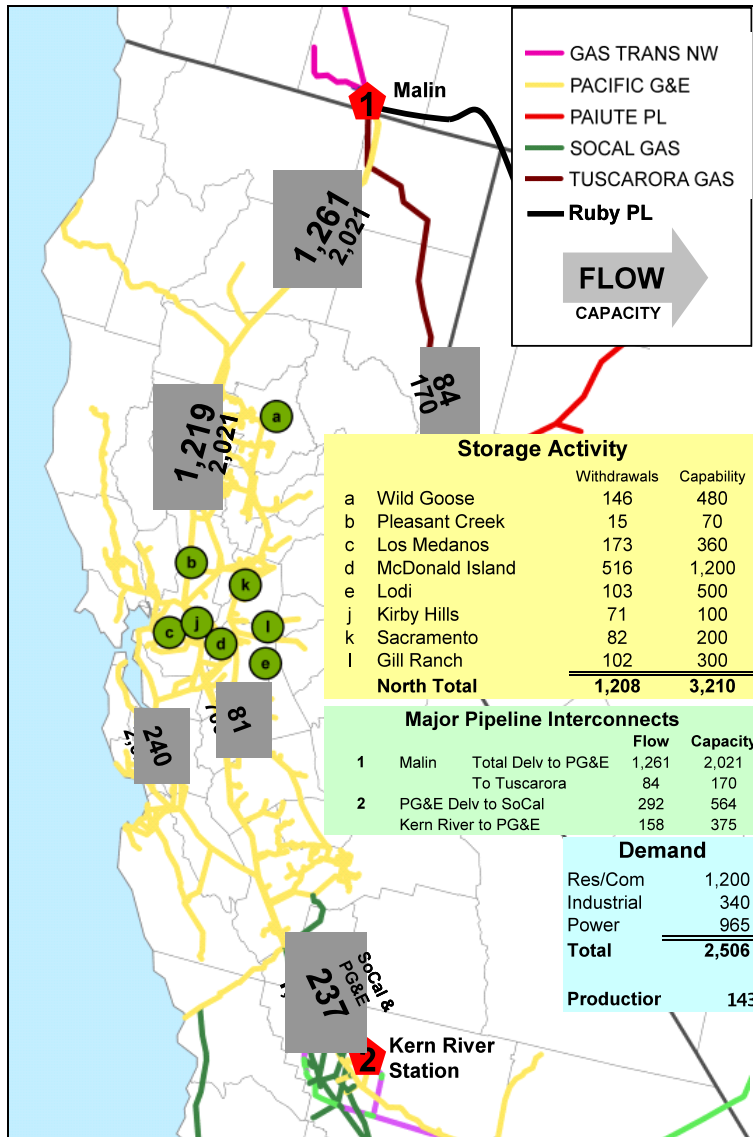 GAS TRANS NW
PACIFIC G&E
PAIUTE PL
SOCAL GAS
TUSCARORA GAS
Ruby PL
FLOW
CAPACITY
1 Malin
1,261
2,021
84
170
1,219
2,021
a
b
k
c
j
d
l
e
Storage Activity
Withdrawals Capability
a Wild Goose 146 480
b Pleasant Creek 15 70
c Los Medanos 173 360
d McDonald Island 516 1,200
e Lodi 103 500
j Kirby Hills 71 100
k Sacramento 82 200
l Gill Ranch 102 300
North Total 1,208 3,210
240
81
Major Pipeline Interconnects
Flow Capacity
1 Malin Total Delv to PG&E 1,261 2,021
To Tuscarora 84 170
2 PG&E Delv to SoCal 292 564
Kern River to PG&E 158 375
Demand
Res/Com 1,200
Industrial 340
Power 965
Total 2,506
Production 143
237
SoCal &
PG&E
2 Kern River
Station